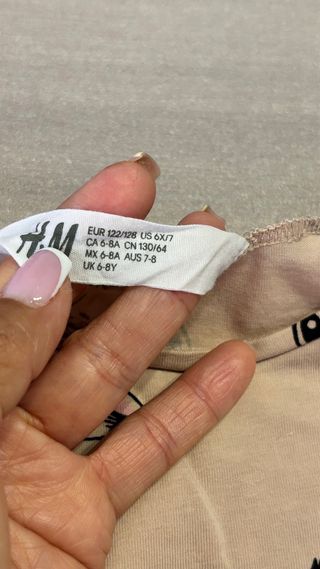 H&M
EUR 122/128 US 6X/7
CA 6-8A CN 130/64
MX 6-8A AUS 7-8
UK 6-8Y